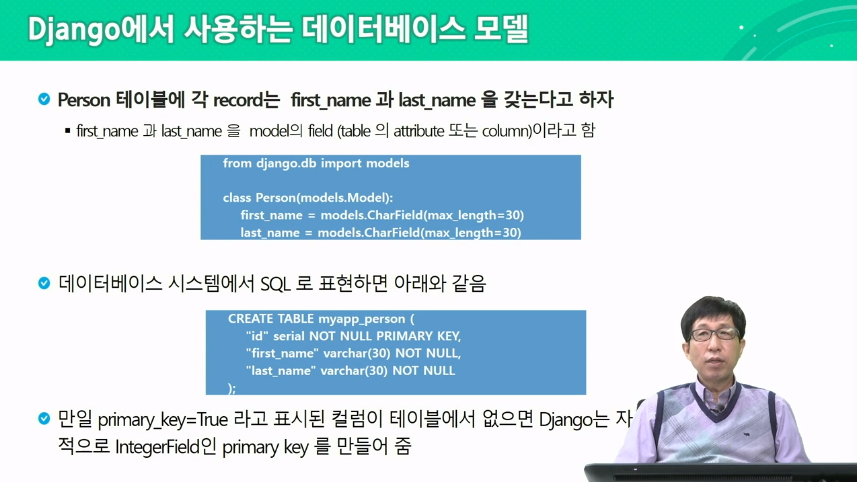 Django에서 사용하는 데이터베이스 모델
Person 테이블에 각 record는 first_name 과 last_name 을 갖는다고 하자
first_name 과 last_name 을 model의 field (table 의 attribute 또는 column)이라고 함
from django.db import models
class Person(models.Model):
first_name = models.CharField(max_length=30)
last_name = models.CharField(max_length=30)
데이터베이스 시스템에서 SQL 로 표현하면 아래와 같음
CREATE TABLE myapp_person (
"id" serial NOT NULL PRIMARY KEY,
"first_name" varchar(30) NOT NULL,
"last_name" varchar(30) NOT NULL
);
만일 primary_key=True 라고 표시된 컬럼이 테이블에서 없으면 Django는 자
적으로 IntegerField인 primary key 를 만들어 줌